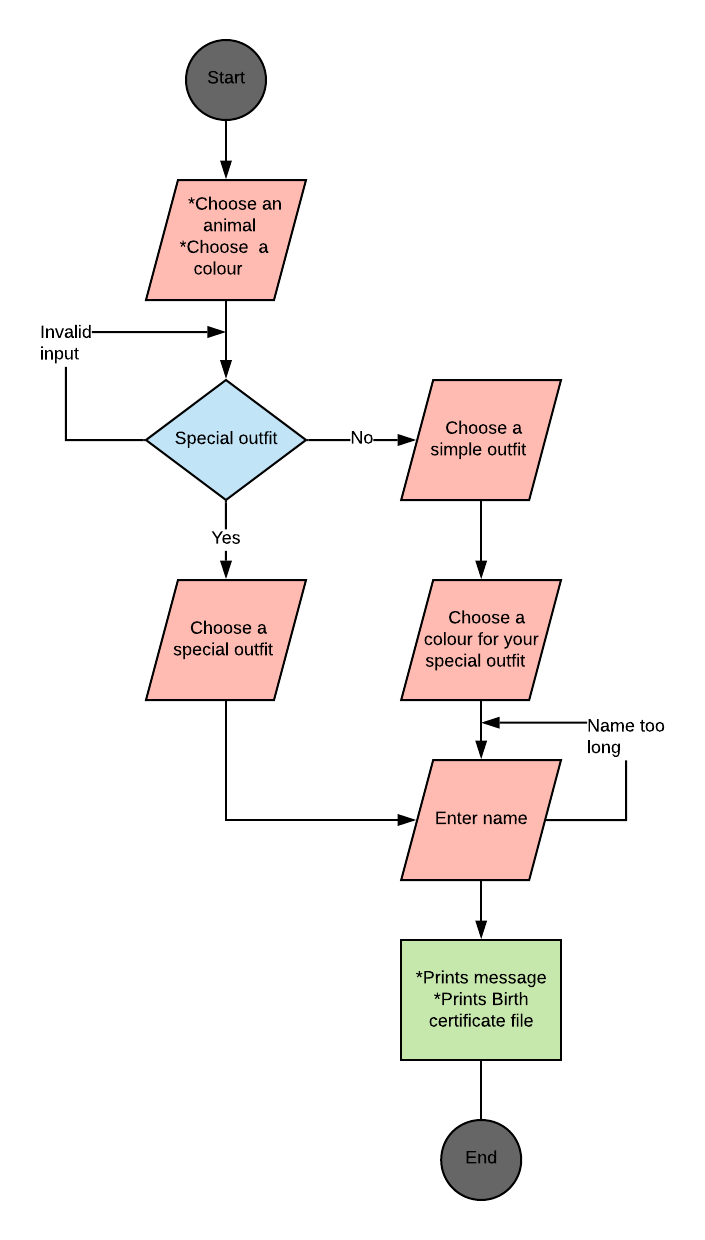 Start
*Choose an
animal
*Choose a
colour
Invalid
input
Special outfit
No
Choose a
simple outfit
Yes
Choose a
special outfit
Choose a
colour for your
special outfit
Name too
long
Enter name
*Prints message
*Prints Birth
certificate file
End